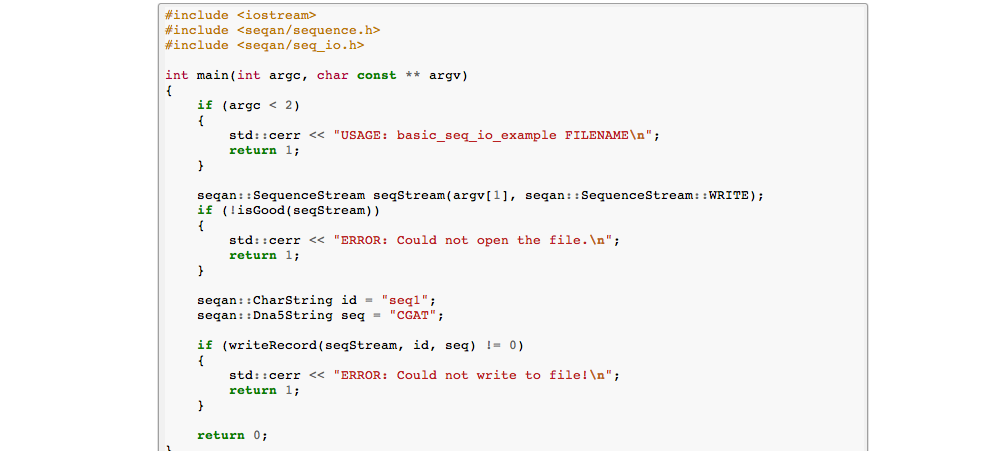 #include <iostream>
#include <seqan/sequence.h>
#include <seqan/seq_io.h>

int main(int argc, char const ** argv)
{
    if (argc < 2)
    {
        std::cerr << "USAGE: basic_seq_io_example FILENAME\n";
        return 1;
    }

    seqan::SequenceStream seqStream(argv[1], seqan::SequenceStream::WRITE);
    if (!isGood(seqStream))
    {
        std::cerr << "ERROR: Could not open the file.\n";
        return 1;
    }

    seqan::CharString id = "seq1";
    seqan::Dna5String seq = "CGAT";

    if (writeRecord(seqStream, id, seq) != 0)
    {
        std::cerr << "ERROR: Could not write to file!\n";
        return 1;
    }

    return 0;
}